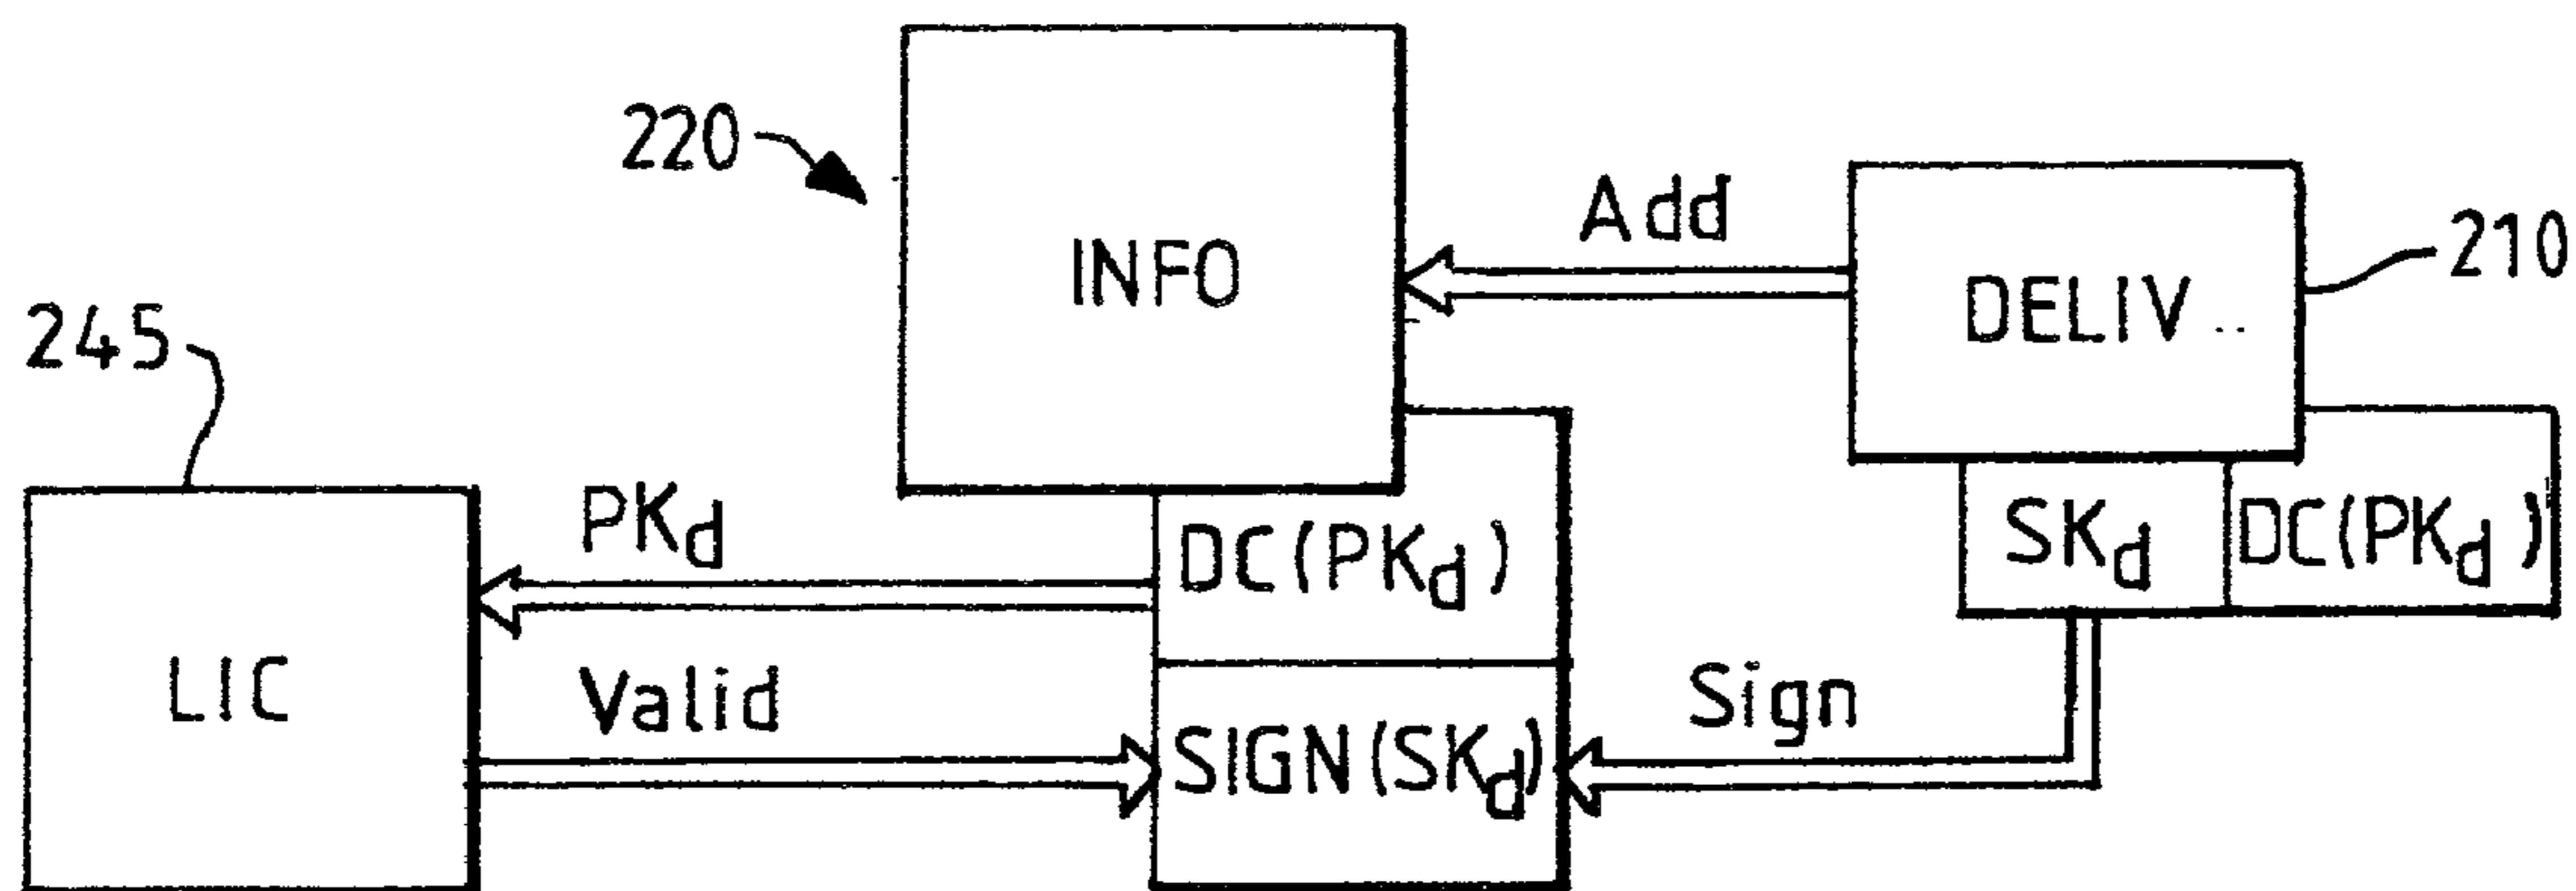 220
Add
INFO
DELIV
210
245
PKd
DC(PKd)
SKd
DC(PKd)
LIC
Valid
SIGN(SKd)
Sign